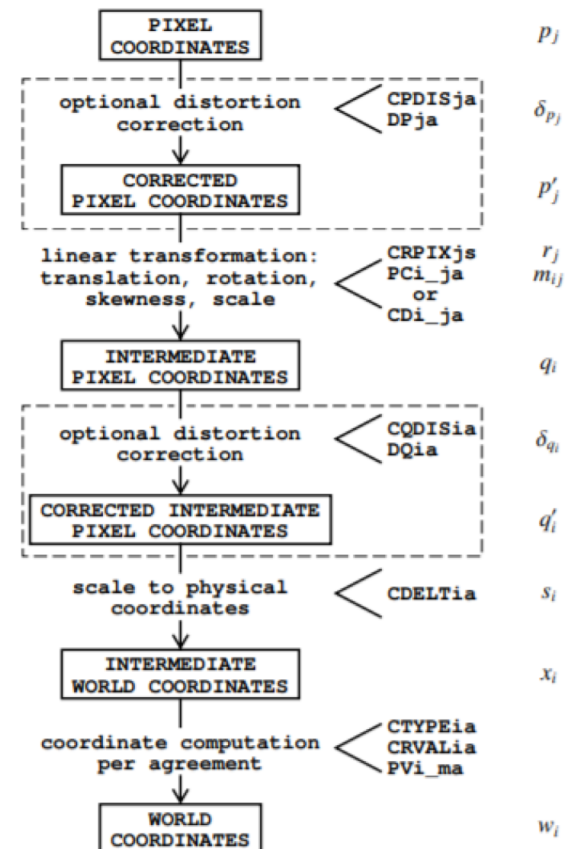 PIXEL
COORDINATES
p_j
optional distortion
correction
CPDISja
DPja
δ_{p_j}
CORRECTED
PIXEL COORDINATES
p'_j
linear transformation:
translation, rotation,
skewness, scale
CRPIXjs
PCi_ja
or
CDi_ja
r_j
m_{ij}
INTERMEDIATE
PIXEL COORDINATES
q_i
optional distortion
correction
CQDISia
DQia
δ_{q_i}
CORRECTED INTERMEDIATE
PIXEL COORDINATES
q'_i
scale to physical
coordinates
CDELTia
s_i
INTERMEDIATE
WORLD COORDINATES
x_i
coordinate computation
per agreement
CTYPEia
CRVALia
PVi_ma
WORLD
COORDINATES
w_i